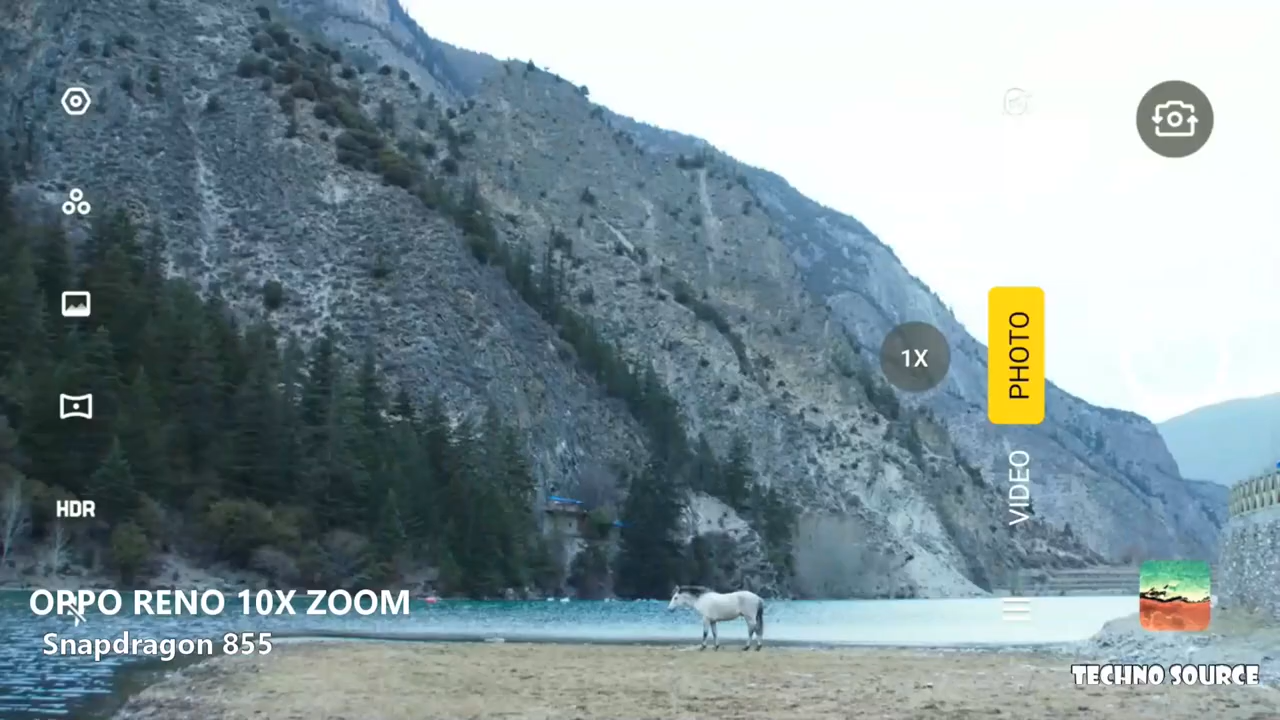 1X
PHOTO
VIDEO
HDR
OPPO RENO 10X ZOOM
Snapdragon 855
TECHNO SOURCE